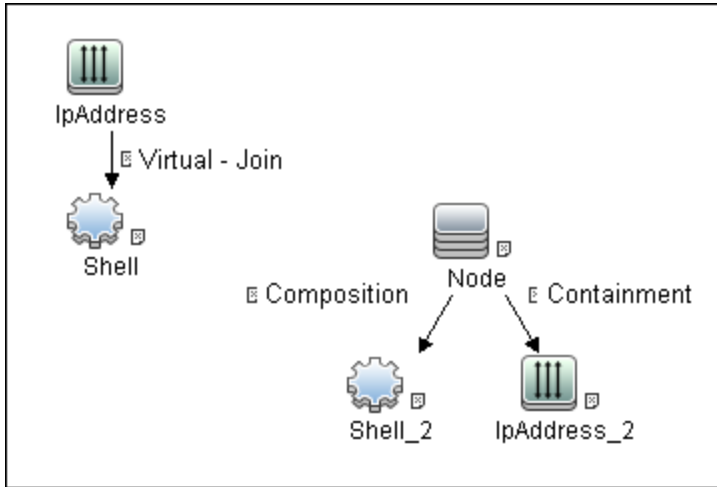 IpAddress
Virtual - Join
Shell
Node
Composition
Containment
Shell_2
IpAddress_2